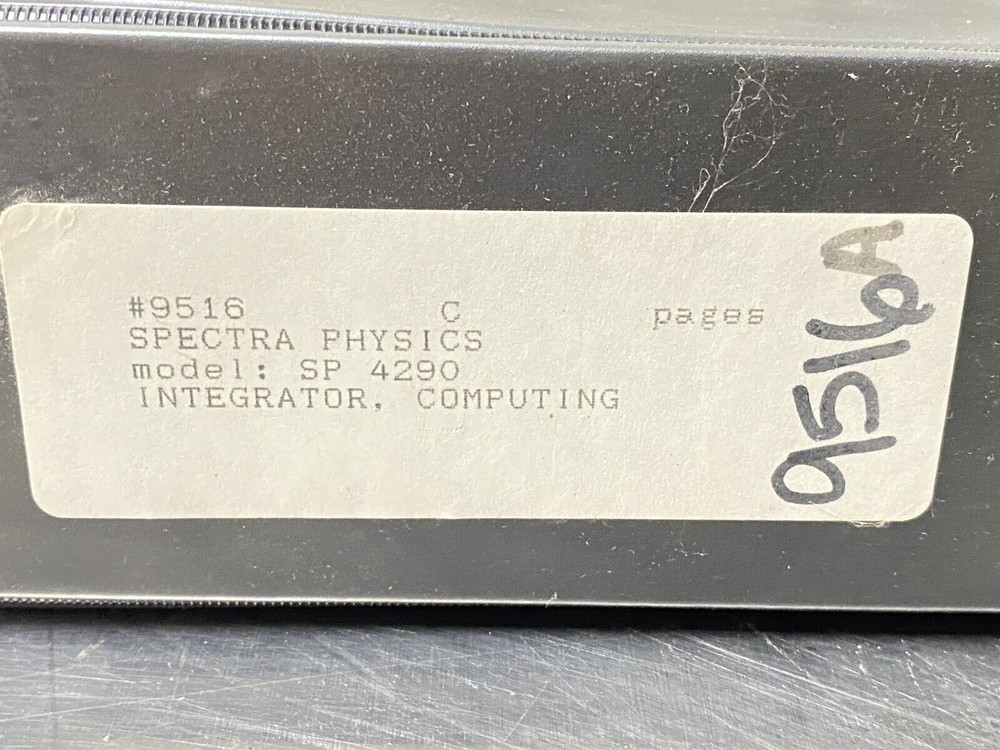 #9516 C pages
SPECTRA PHYSICS
model: SP 4290
INTEGRATOR, COMPUTING
9516A